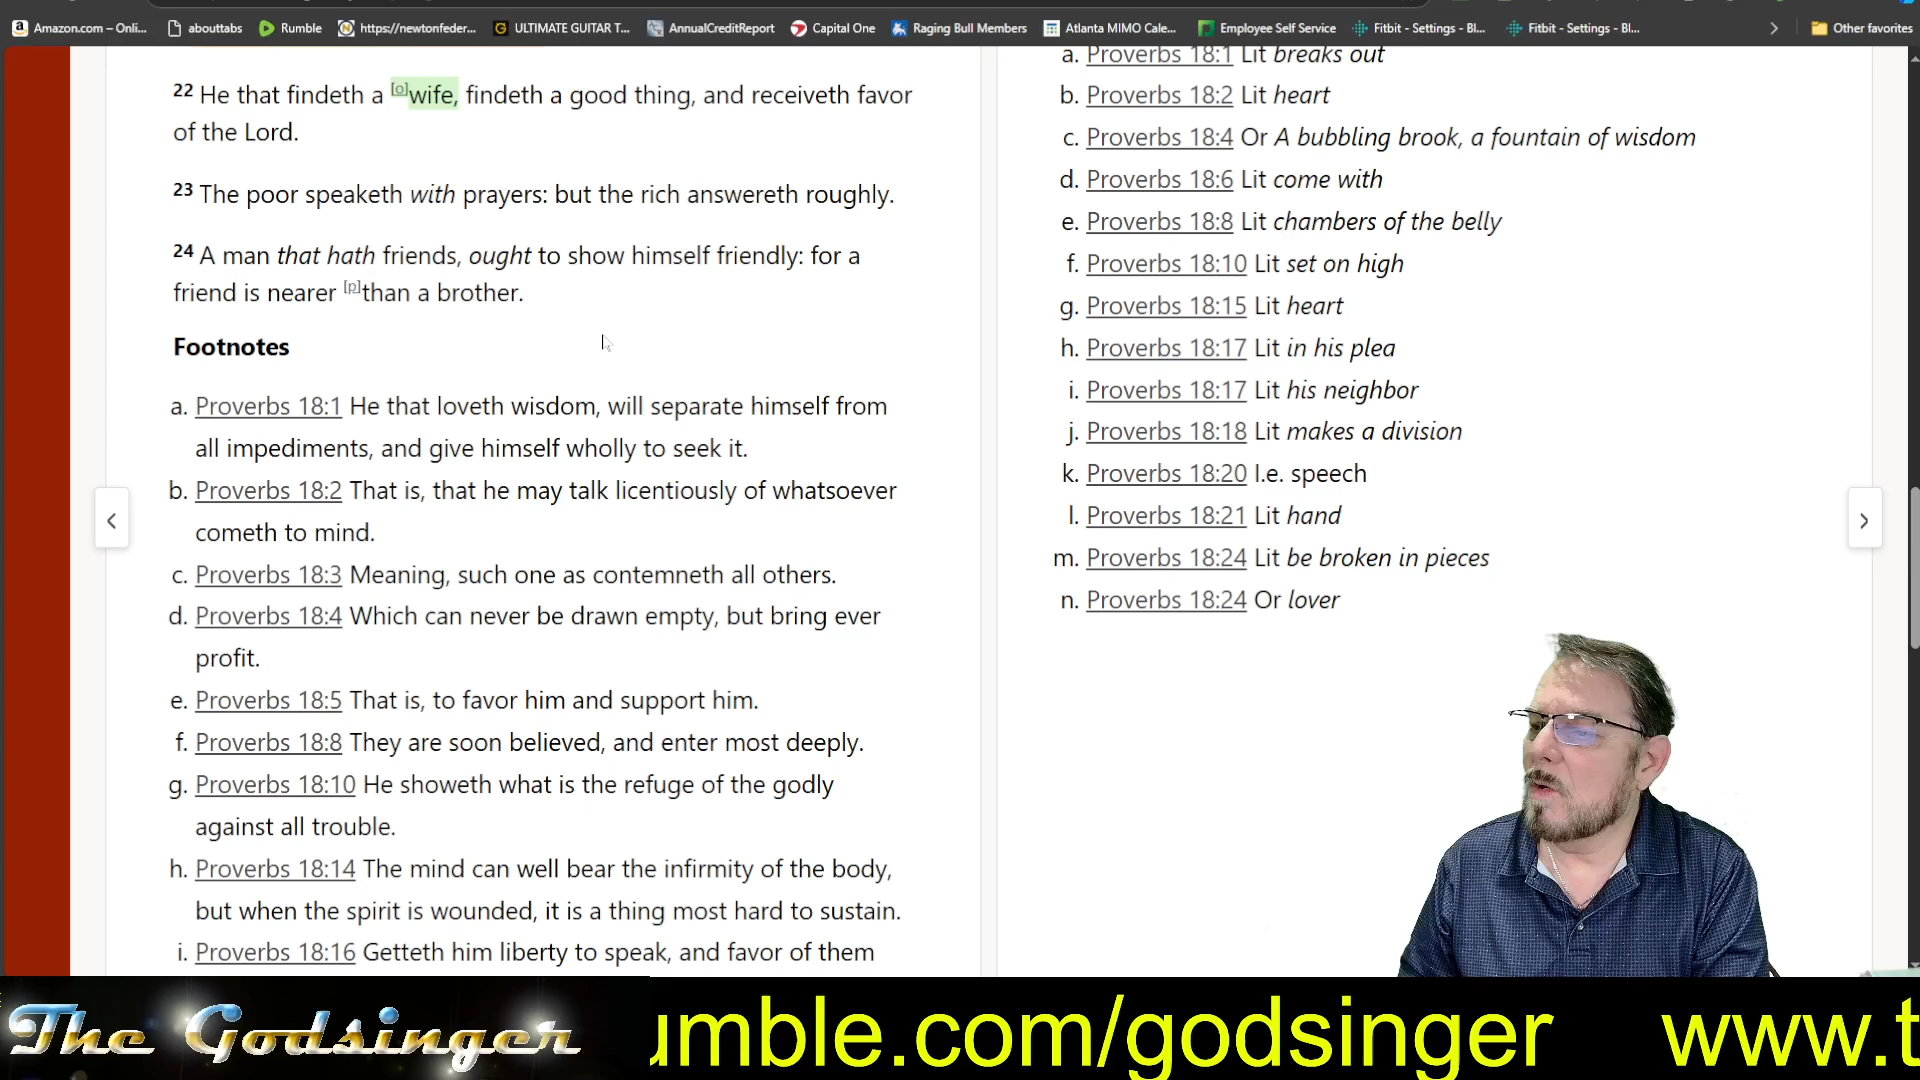 Amazon.com – Onli...
abouttabs
Rumble
https://newtonfeder...
ULTIMATE GUITAR T...
AnnualCreditReport
Capital One
Raging Bull Members
Atlanta MIMO Cale...
Employee Self Service
Fitbit - Settings - Bl...
Fitbit - Settings - Bl...
Other favorites
22 He that findeth a [o]wife, findeth a good thing, and receiveth favor
of the Lord.
23 The poor speaketh with prayers: but the rich answereth roughly.
24 A man that hath friends, ought to show himself friendly: for a
friend is nearer [p]than a brother.
Footnotes
a. Proverbs 18:1 He that loveth wisdom, will separate himself from
all impediments, and give himself wholly to seek it.
b. Proverbs 18:2 That is, that he may talk licentiously of whatsoever
cometh to mind.
c. Proverbs 18:3 Meaning, such one as contemneth all others.
d. Proverbs 18:4 Which can never be drawn empty, but bring ever
profit.
e. Proverbs 18:5 That is, to favor him and support him.
f. Proverbs 18:8 They are soon believed, and enter most deeply.
g. Proverbs 18:10 He showeth what is the refuge of the godly
against all trouble.
h. Proverbs 18:14 The mind can well bear the infirmity of the body,
but when the spirit is wounded, it is a thing most hard to sustain.
i. Proverbs 18:16 Getteth him liberty to speak, and favor of them
a. Proverbs 18:1 Lit breaks out
b. Proverbs 18:2 Lit heart
c. Proverbs 18:4 Or A bubbling brook, a fountain of wisdom
d. Proverbs 18:6 Lit come with
e. Proverbs 18:8 Lit chambers of the belly
f. Proverbs 18:10 Lit set on high
g. Proverbs 18:15 Lit heart
h. Proverbs 18:17 Lit in his plea
i. Proverbs 18:17 Lit his neighbor
j. Proverbs 18:18 Lit makes a division
k. Proverbs 18:20 I.e. speech
l. Proverbs 18:21 Lit hand
m. Proverbs 18:24 Lit be broken in pieces
n. Proverbs 18:24 Or lover
The Godsinger
umble.com/godsinger
www.t